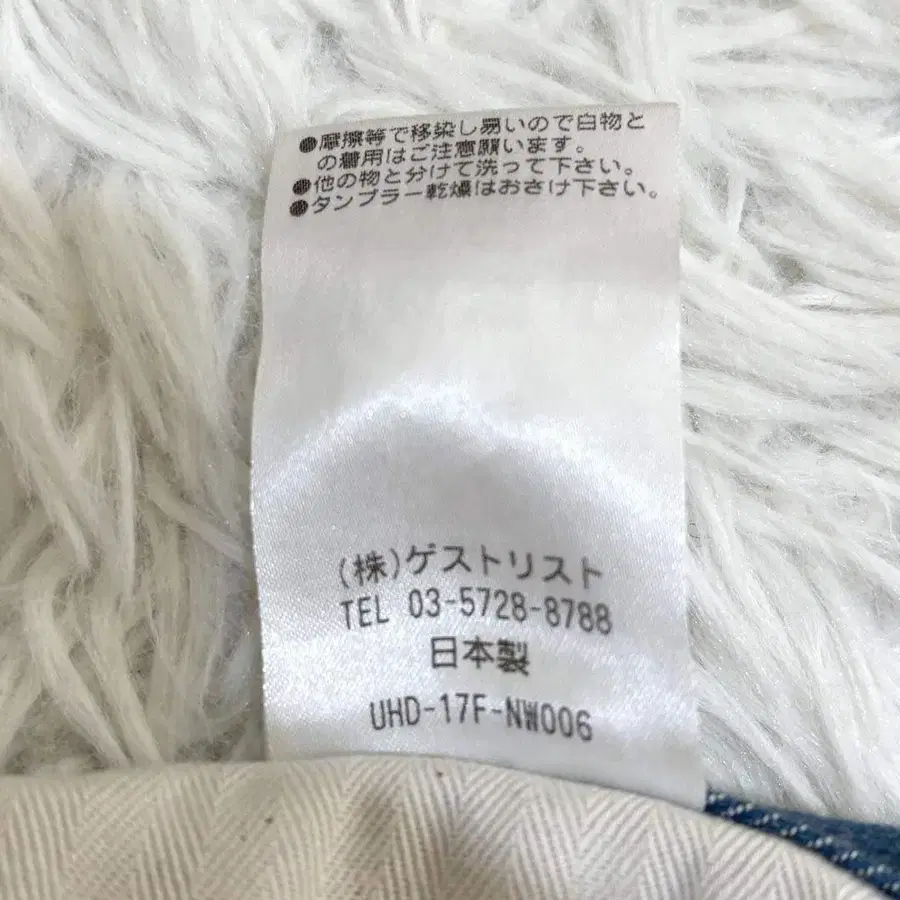 ●摩擦等で移染し易いので白物と
の着用はご注意願います。
●他の物と分けて洗って下さい。
●タンブラー乾燥はおさけ下さい。
(株)ゲストリスト
TEL 03-5728-8788
日本製
UHD-17F-NW006